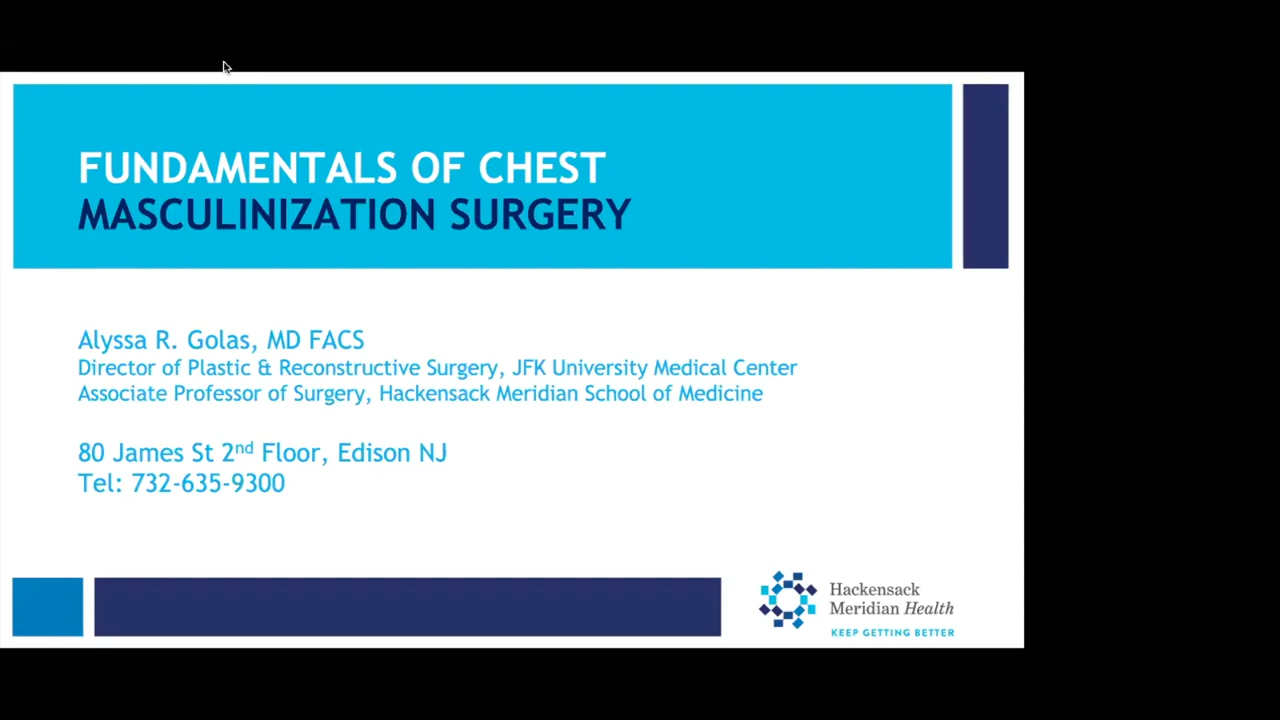 FUNDAMENTALS OF CHEST
MASCULINIZATION SURGERY
Alyssa R. Golas, MD FACS
Director of Plastic & Reconstructive Surgery, JFK University Medical Center
Associate Professor of Surgery, Hackensack Meridian School of Medicine
80 James St 2nd Floor, Edison NJ
Tel: 732-635-9300
Hackensack
Meridian Health
KEEP GETTING BETTER